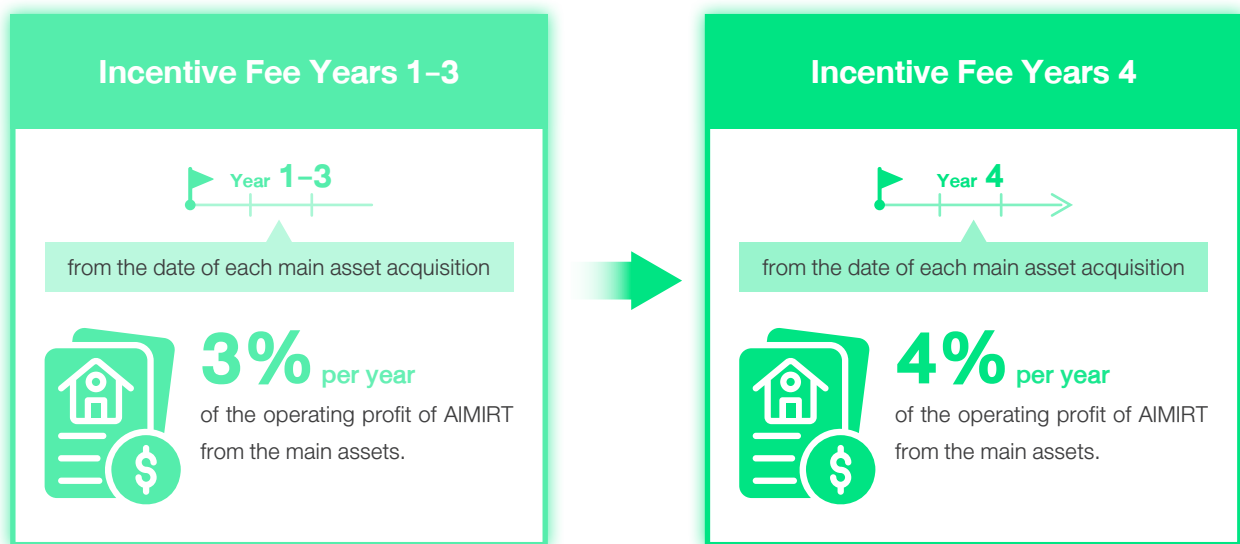 Incentive Fee Years 1–3
Year 1–3
from the date of each main asset acquisition
3% per year
of the operating profit of AIMIRT
from the main assets.
$
Incentive Fee Years 4
Year 4
from the date of each main asset acquisition
4% per year
of the operating profit of AIMIRT
from the main assets.
$